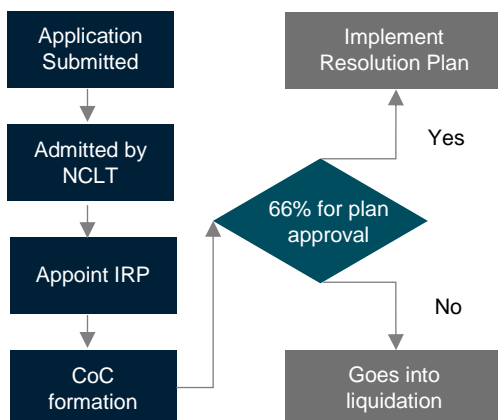 Application
Submitted
Admitted by
NCLT
Appoint IRP
CoC
formation
66% for plan
approval
Yes
Implement
Resolution Plan
No
Goes into
liquidation